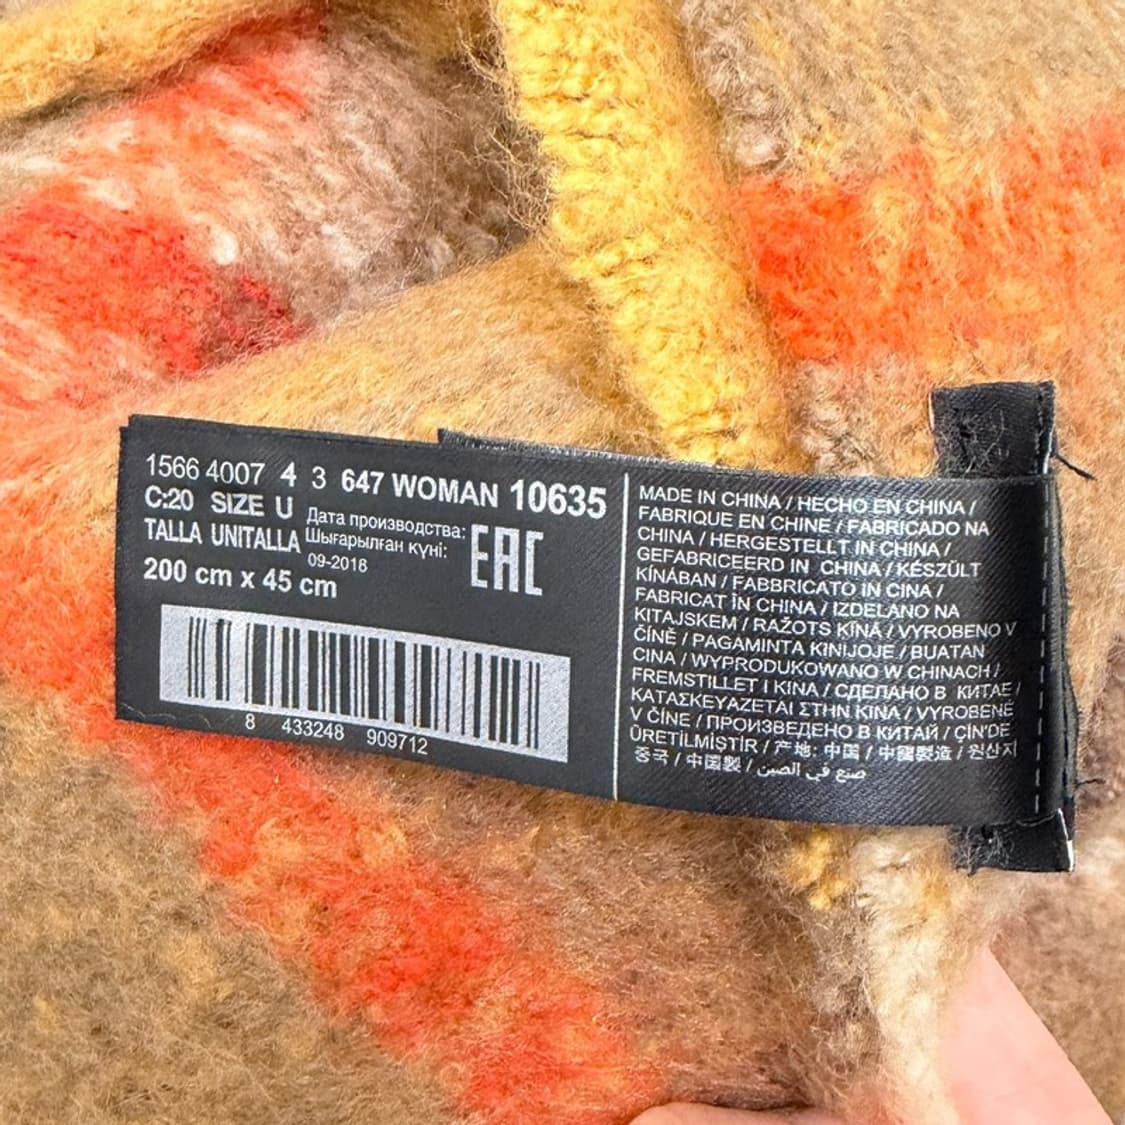 1566 4007 4 3 647 WOMAN 10635
C:20 SIZE U
TALLA UNITALLA
Дата производства:
Шығарылған күні:
09-2018
EAC
200 cm x 45 cm
8 433248 909712
MADE IN CHINA / HECHO EN CHINA /
FABRIQUE EN CHINE / FABRICADO NA
CHINA / HERGESTELLT IN CHINA /
GEFABRICEERD IN CHINA / KÉSZÜLT
KÍNÁBAN / FABBRICATO IN CINA /
FABRICAT ÎN CHINA / IZDELANO NA
KITAJSKEM / RAŽOTS ĶĪNĀ / VYROBENO V
ČÍNĚ / PAGAMINTA KINIJOJE / BUATAN
CINA / WYPRODUKOWANO W CHINACH /
FREMSTILLET I KINA / СДЕЛАНО В КИТАЕ /
ΚΑΤΑΣΚΕΥΑΖΕΤΑΙ ΣΤΗΝ ΚΙΝΑ / VYROBENÉ
V ČÍNE / ПРОИЗВЕДЕНО В КИТАЙ / ÇİN'DE
ÜRETİLMİŞTİR / 产地: 中国 / 中國製造 / 원산지
중국 / 中国製 / صنع في الصين